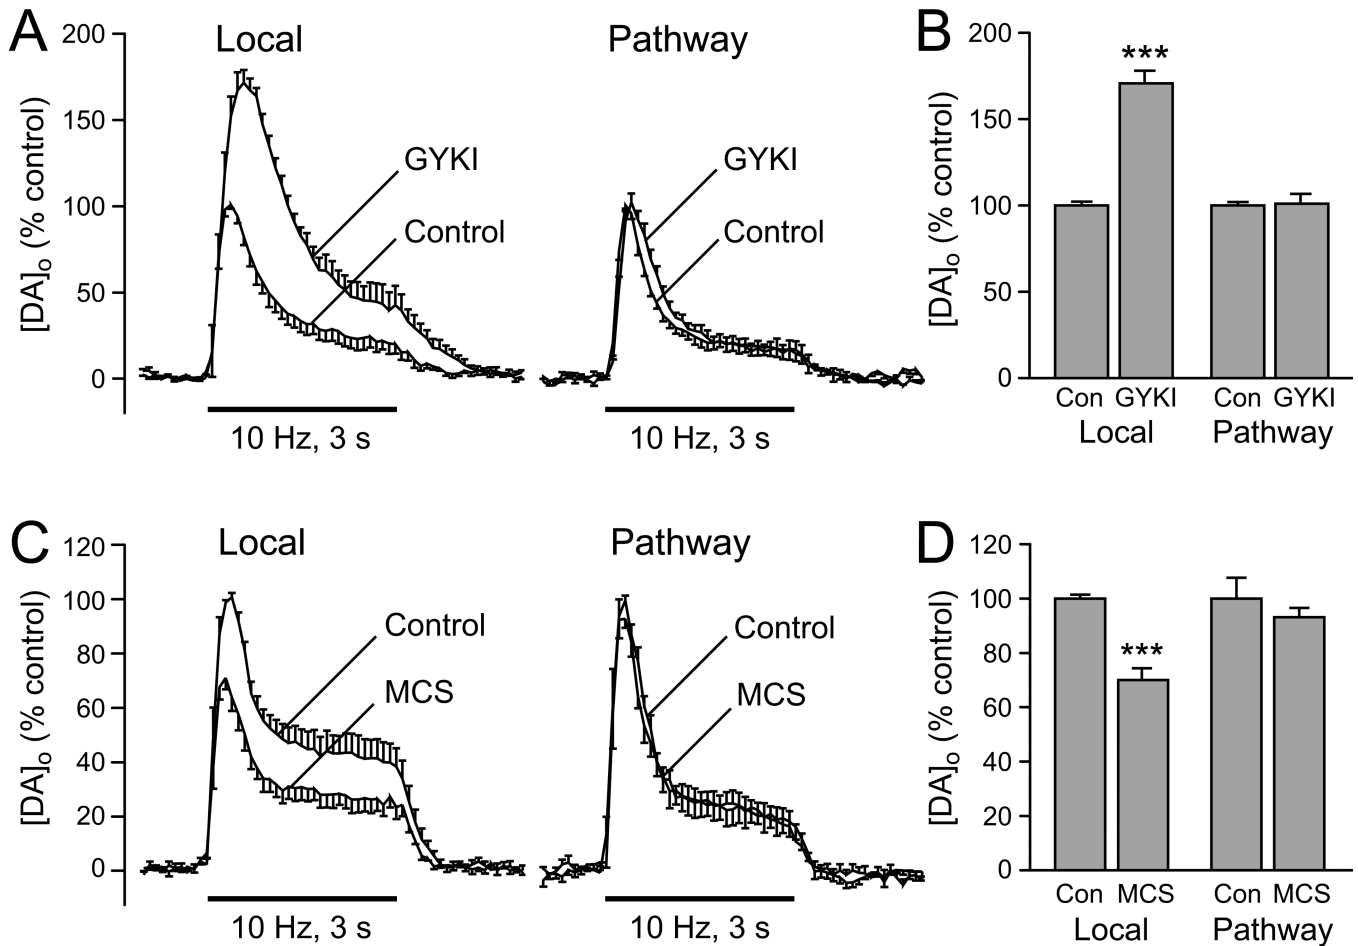 A
Local
Pathway
[DA]o (% control)
200
150
100
50
0
GYKI
Control
GYKI
Control
10 Hz, 3 s
10 Hz, 3 s
B
[DA]o (% control)
200
150
100
50
0
***
Con GYKI Con GYKI
Local Pathway
C
Local
Pathway
[DA]o (% control)
120
100
80
60
40
20
0
Control
MCS
Control
MCS
10 Hz, 3 s
10 Hz, 3 s
D
[DA]o (% control)
120
100
80
60
40
20
0
***
Con MCS Con MCS
Local Pathway